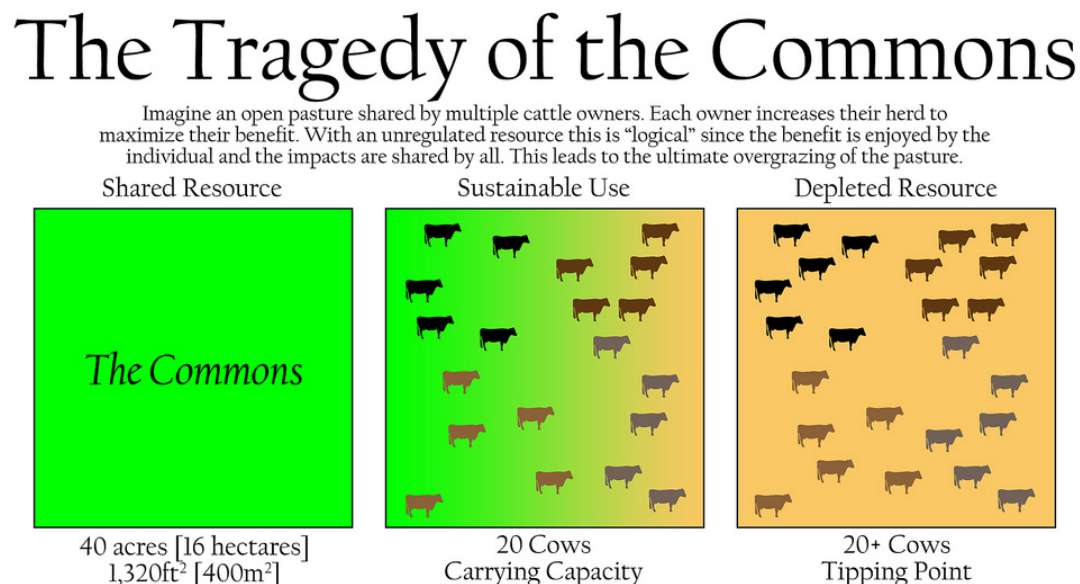 The Tragedy of the Commons
Imagine an open pasture shared by multiple cattle owners. Each owner increases their herd to
maximize their benefit. With an unregulated resource this is “logical” since the benefit is enjoyed by the
individual and the impacts are shared by all. This leads to the ultimate overgrazing of the pasture.
Shared Resource
The Commons
40 acres [16 hectares]
1,320ft² [400m²]
Sustainable Use
20 Cows
Carrying Capacity
Depleted Resource
20+ Cows
Tipping Point